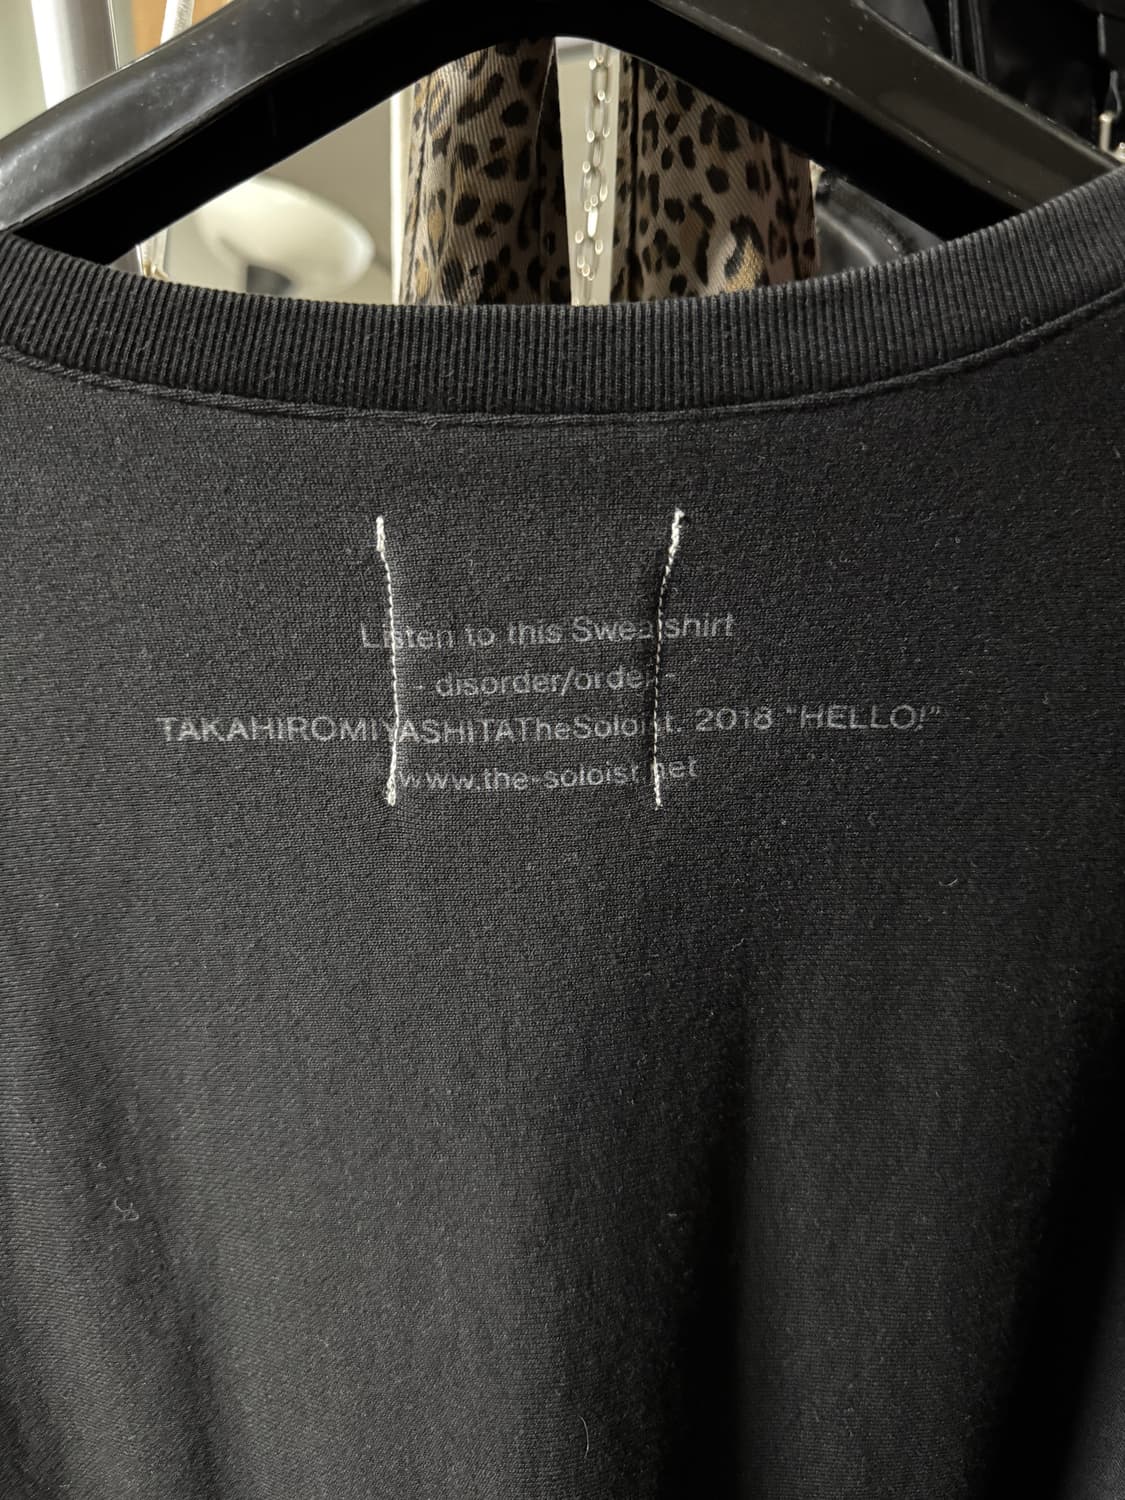 Listen to this Sweatshirt
- disorder/order -
TAKAHIROMIYASHITATheSoloist. 2018 "HELLO!"
www.the-soloist.net